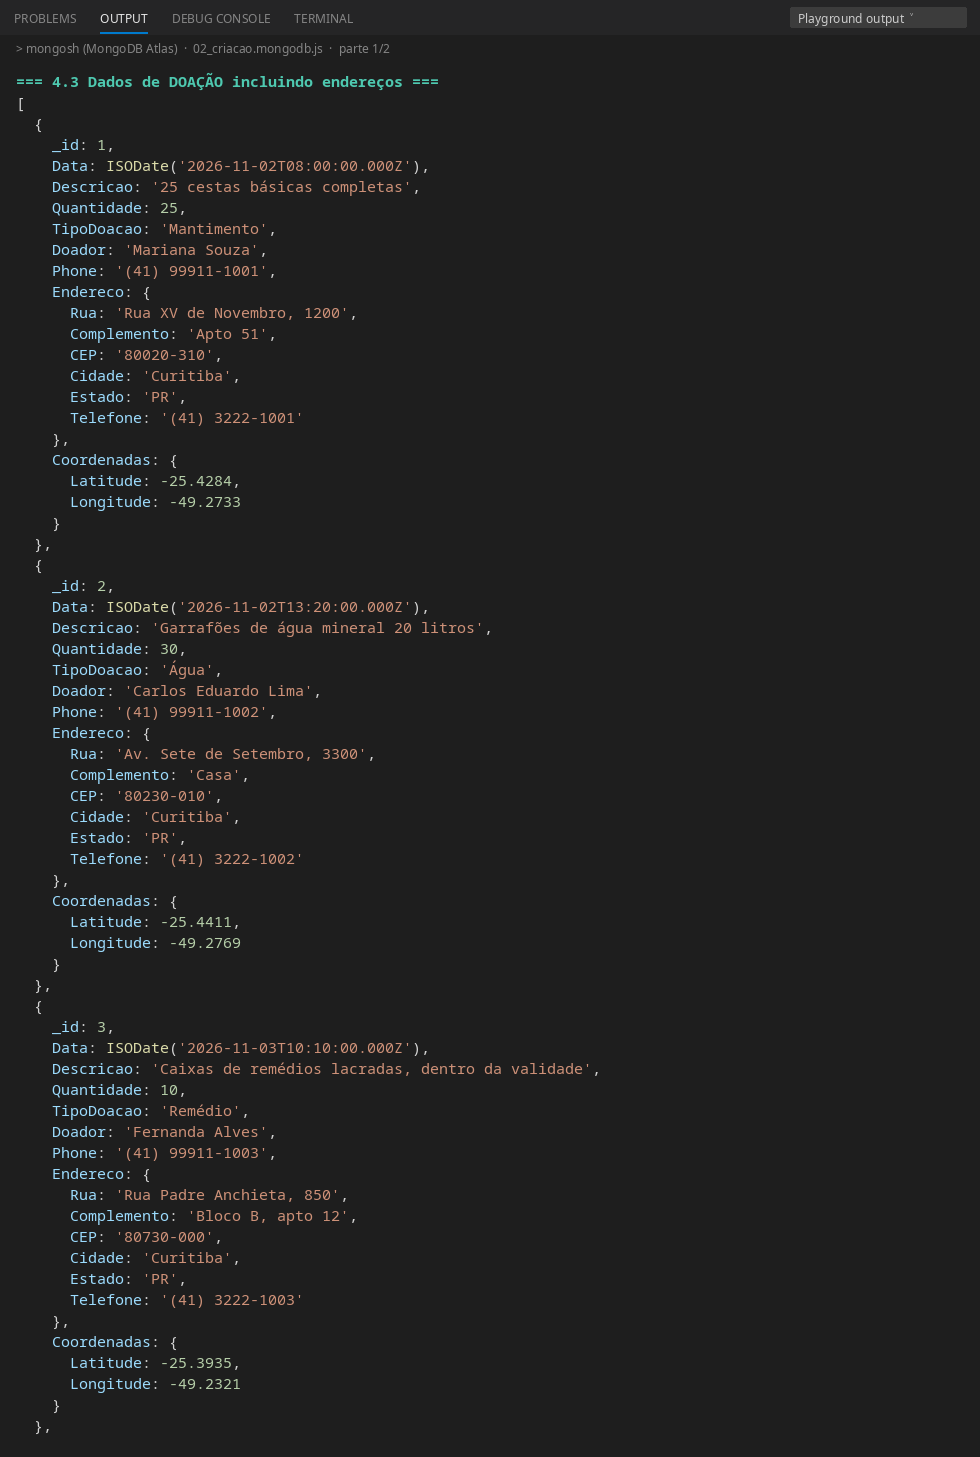 PROBLEMS OUTPUT DEBUG CONSOLE TERMINAL Playground output ˅
> mongosh (MongoDB Atlas) · 02_criacao.mongodb.js · parte 1/2
=== 4.3 Dados de DOAÇÃO incluindo endereços ===
[
  {
    _id: 1,
    Data: ISODate('2026-11-02T08:00:00.000Z'),
    Descricao: '25 cestas básicas completas',
    Quantidade: 25,
    TipoDoacao: 'Mantimento',
    Doador: 'Mariana Souza',
    Phone: '(41) 99911-1001',
    Endereco: {
      Rua: 'Rua XV de Novembro, 1200',
      Complemento: 'Apto 51',
      CEP: '80020-310',
      Cidade: 'Curitiba',
      Estado: 'PR',
      Telefone: '(41) 3222-1001'
    },
    Coordenadas: {
      Latitude: -25.4284,
      Longitude: -49.2733
    }
  },
  {
    _id: 2,
    Data: ISODate('2026-11-02T13:20:00.000Z'),
    Descricao: 'Garrafões de água mineral 20 litros',
    Quantidade: 30,
    TipoDoacao: 'Água',
    Doador: 'Carlos Eduardo Lima',
    Phone: '(41) 99911-1002',
    Endereco: {
      Rua: 'Av. Sete de Setembro, 3300',
      Complemento: 'Casa',
      CEP: '80230-010',
      Cidade: 'Curitiba',
      Estado: 'PR',
      Telefone: '(41) 3222-1002'
    },
    Coordenadas: {
      Latitude: -25.4411,
      Longitude: -49.2769
    }
  },
  {
    _id: 3,
    Data: ISODate('2026-11-03T10:10:00.000Z'),
    Descricao: 'Caixas de remédios lacradas, dentro da validade',
    Quantidade: 10,
    TipoDoacao: 'Remédio',
    Doador: 'Fernanda Alves',
    Phone: '(41) 99911-1003',
    Endereco: {
      Rua: 'Rua Padre Anchieta, 850',
      Complemento: 'Bloco B, apto 12',
      CEP: '80730-000',
      Cidade: 'Curitiba',
      Estado: 'PR',
      Telefone: '(41) 3222-1003'
    },
    Coordenadas: {
      Latitude: -25.3935,
      Longitude: -49.2321
    }
  },